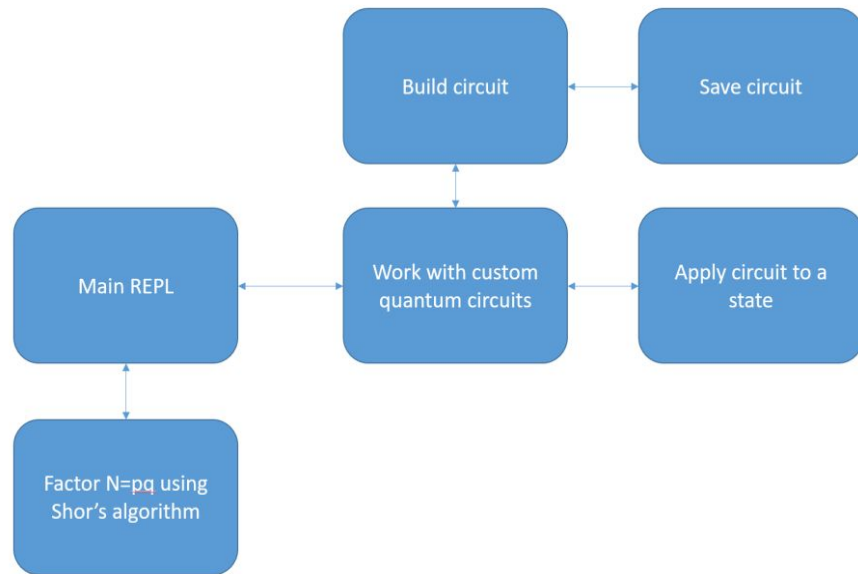 Build circuit
Save circuit
Main REPL
Work with custom
quantum circuits
Apply circuit to a
state
Factor N=pq using
Shor's algorithm